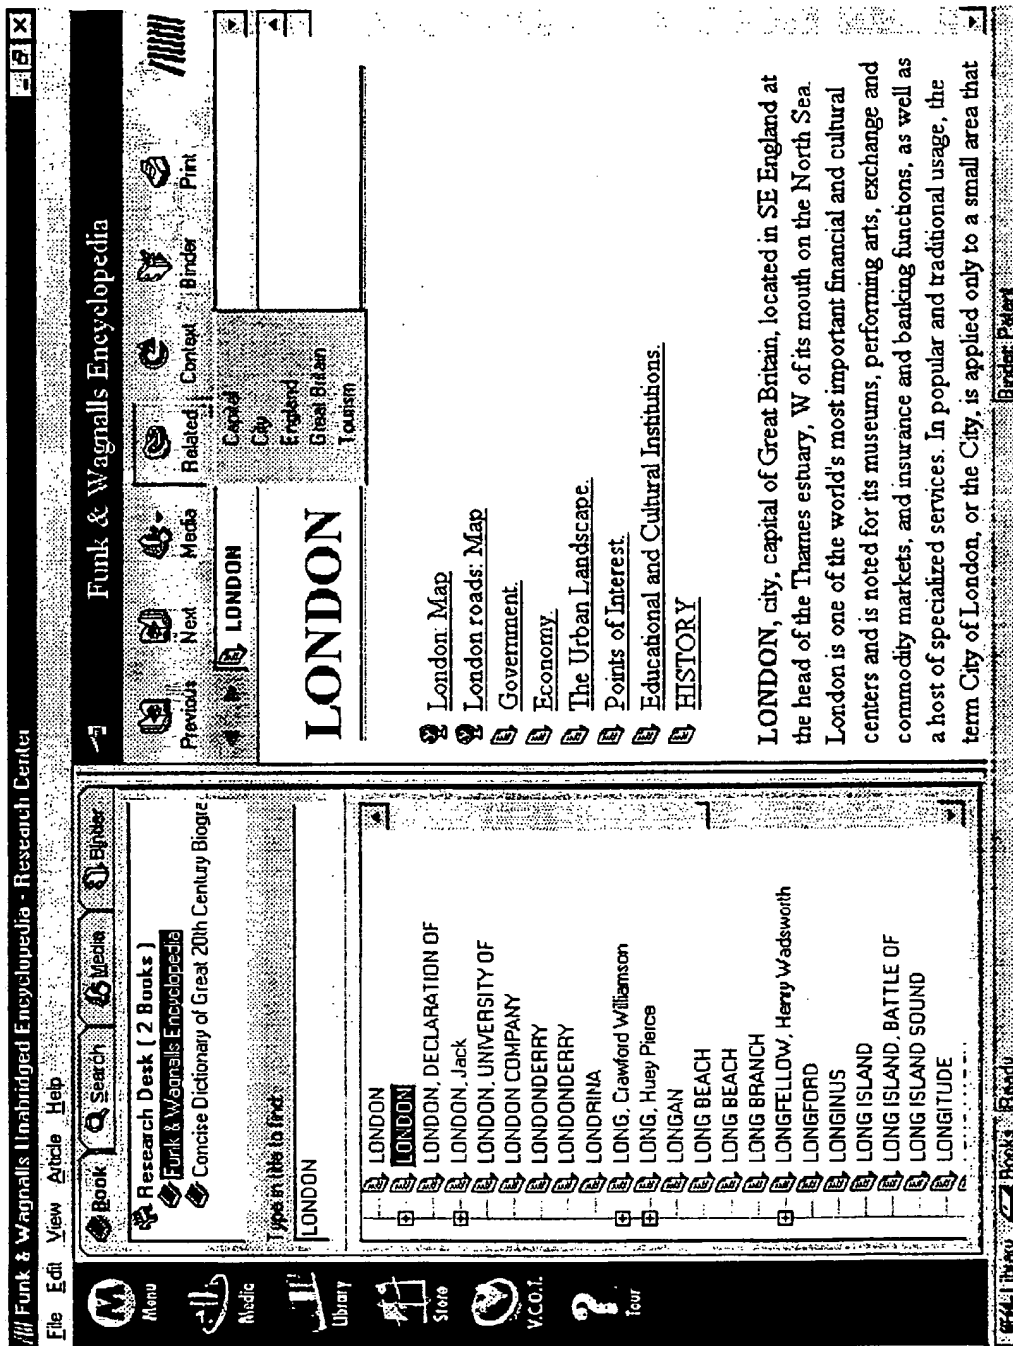 Funk & Wagnalls Unabridged Encyclopedia - Research Center
File Edit View Article Help
Menu
Media
Library
Store
V.C.O.T.
Tour
Book Search Media Binder
Research Desk [ 2 Books ]
Funk & Wagnalls Encyclopedia
Concise Dictionary of Great 20th Century Biogre
Type in title to find:
LONDON
LONDON
LONDON
LONDON, DECLARATION OF
LONDON, Jack
LONDON, UNIVERSITY OF
LONDON COMPANY
LONDONDERRY
LONDONDERRY
LONDRINA
LONG, Crawford Williamson
LONG, Huey Pierce
LONGAN
LONG BEACH
LONG BEACH
LONG BRANCH
LONGFELLOW, Henry Wadsworth
LONGFORD
LONGINUS
LONG ISLAND
LONG ISLAND, BATTLE OF
LONG ISLAND SOUND
LONGITUDE
Funk & Wagnalls Encyclopedia
Previous Next Media Related Context Binder Print
LONDON
Capital
City
England
Great Britain
Tourism
LONDON
London: Map
London roads: Map
Government.
Economy.
The Urban Landscape.
Points of Interest.
Educational and Cultural Institutions.
HISTORY
LONDON, city, capital of Great Britain, located in SE England at
the head of the Thames estuary, W of its mouth on the North Sea.
London is one of the world's most important financial and cultural
centers and is noted for its museums, performing arts, exchange and
commodity markets, and insurance and banking functions, as well as
a host of specialized services. In popular and traditional usage, the
term City of London, or the City, is applied only to a small area that
Books Ready
Binder: Patent